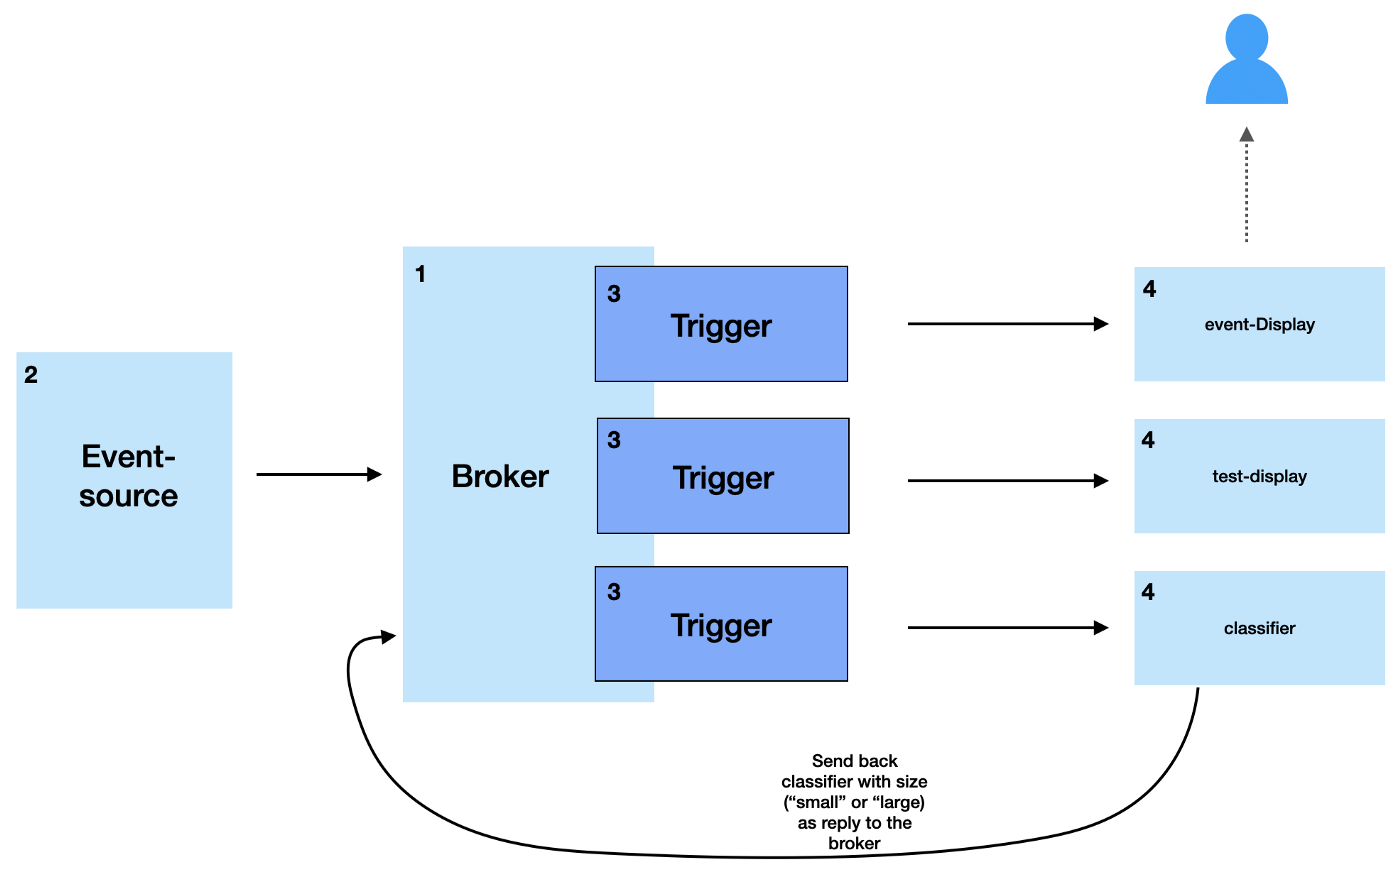 1
3
Trigger
4
event-Display
2
Event-
source
Broker
3
Trigger
4
test-display
3
Trigger
4
classifier
Send back
classifier with size
(“small” or “large)
as reply to the
broker